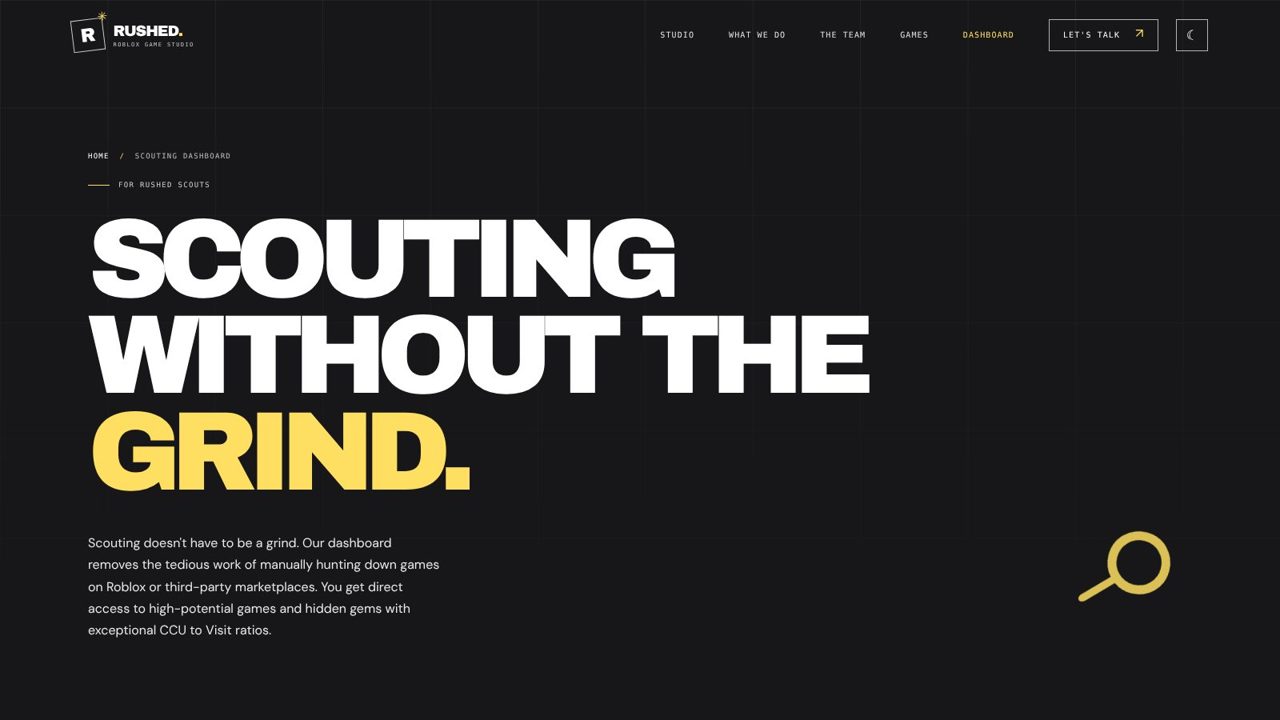 R
RUSHED.
ROBLOX GAME STUDIO
STUDIO
WHAT WE DO
THE TEAM
GAMES
DASHBOARD
LET'S TALK
HOME / SCOUTING DASHBOARD
FOR RUSHED SCOUTS
SCOUTING
WITHOUT THE
GRIND.
Scouting doesn't have to be a grind. Our dashboard
removes the tedious work of manually hunting down games
on Roblox or third-party marketplaces. You get direct
access to high-potential games and hidden gems with
exceptional CCU to Visit ratios.